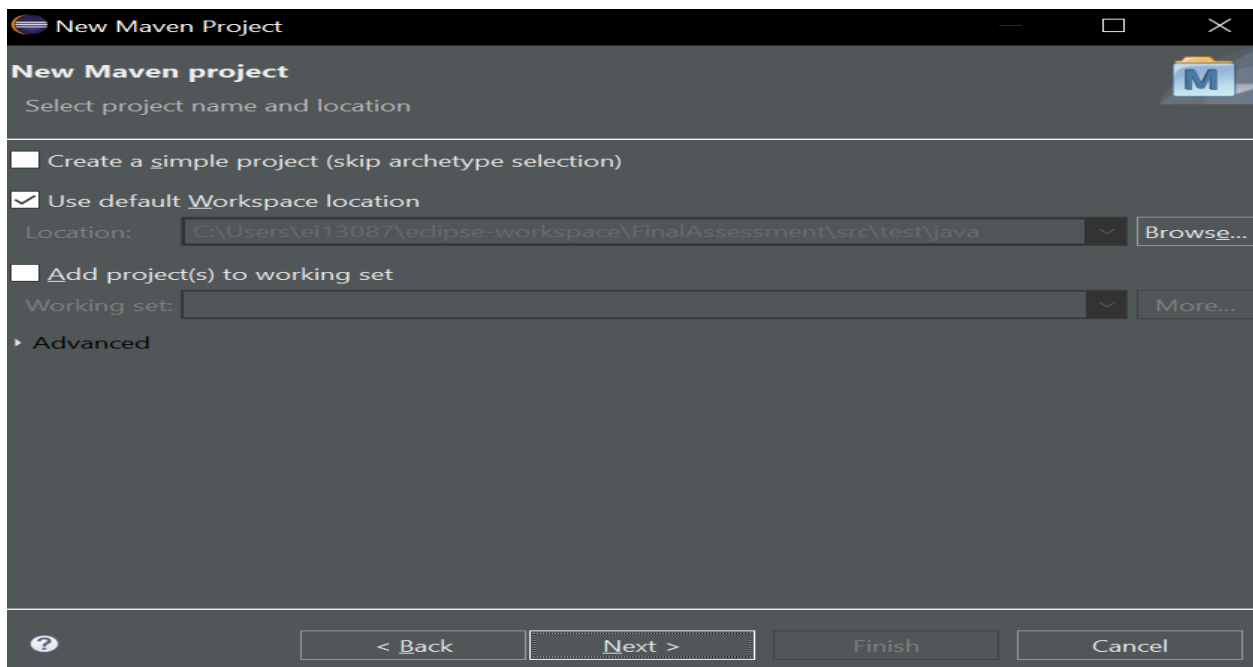 New Maven Project
New Maven project
M
Select project name and location
Create a simple project (skip archetype selection)
Use default Workspace location
Location: C:\Users\ei13087\eclipse-workspace\FinalAssessment\src\test\java Browse...
Add project(s) to working set
Working set: More...
Advanced
? < Back Next > Finish Cancel